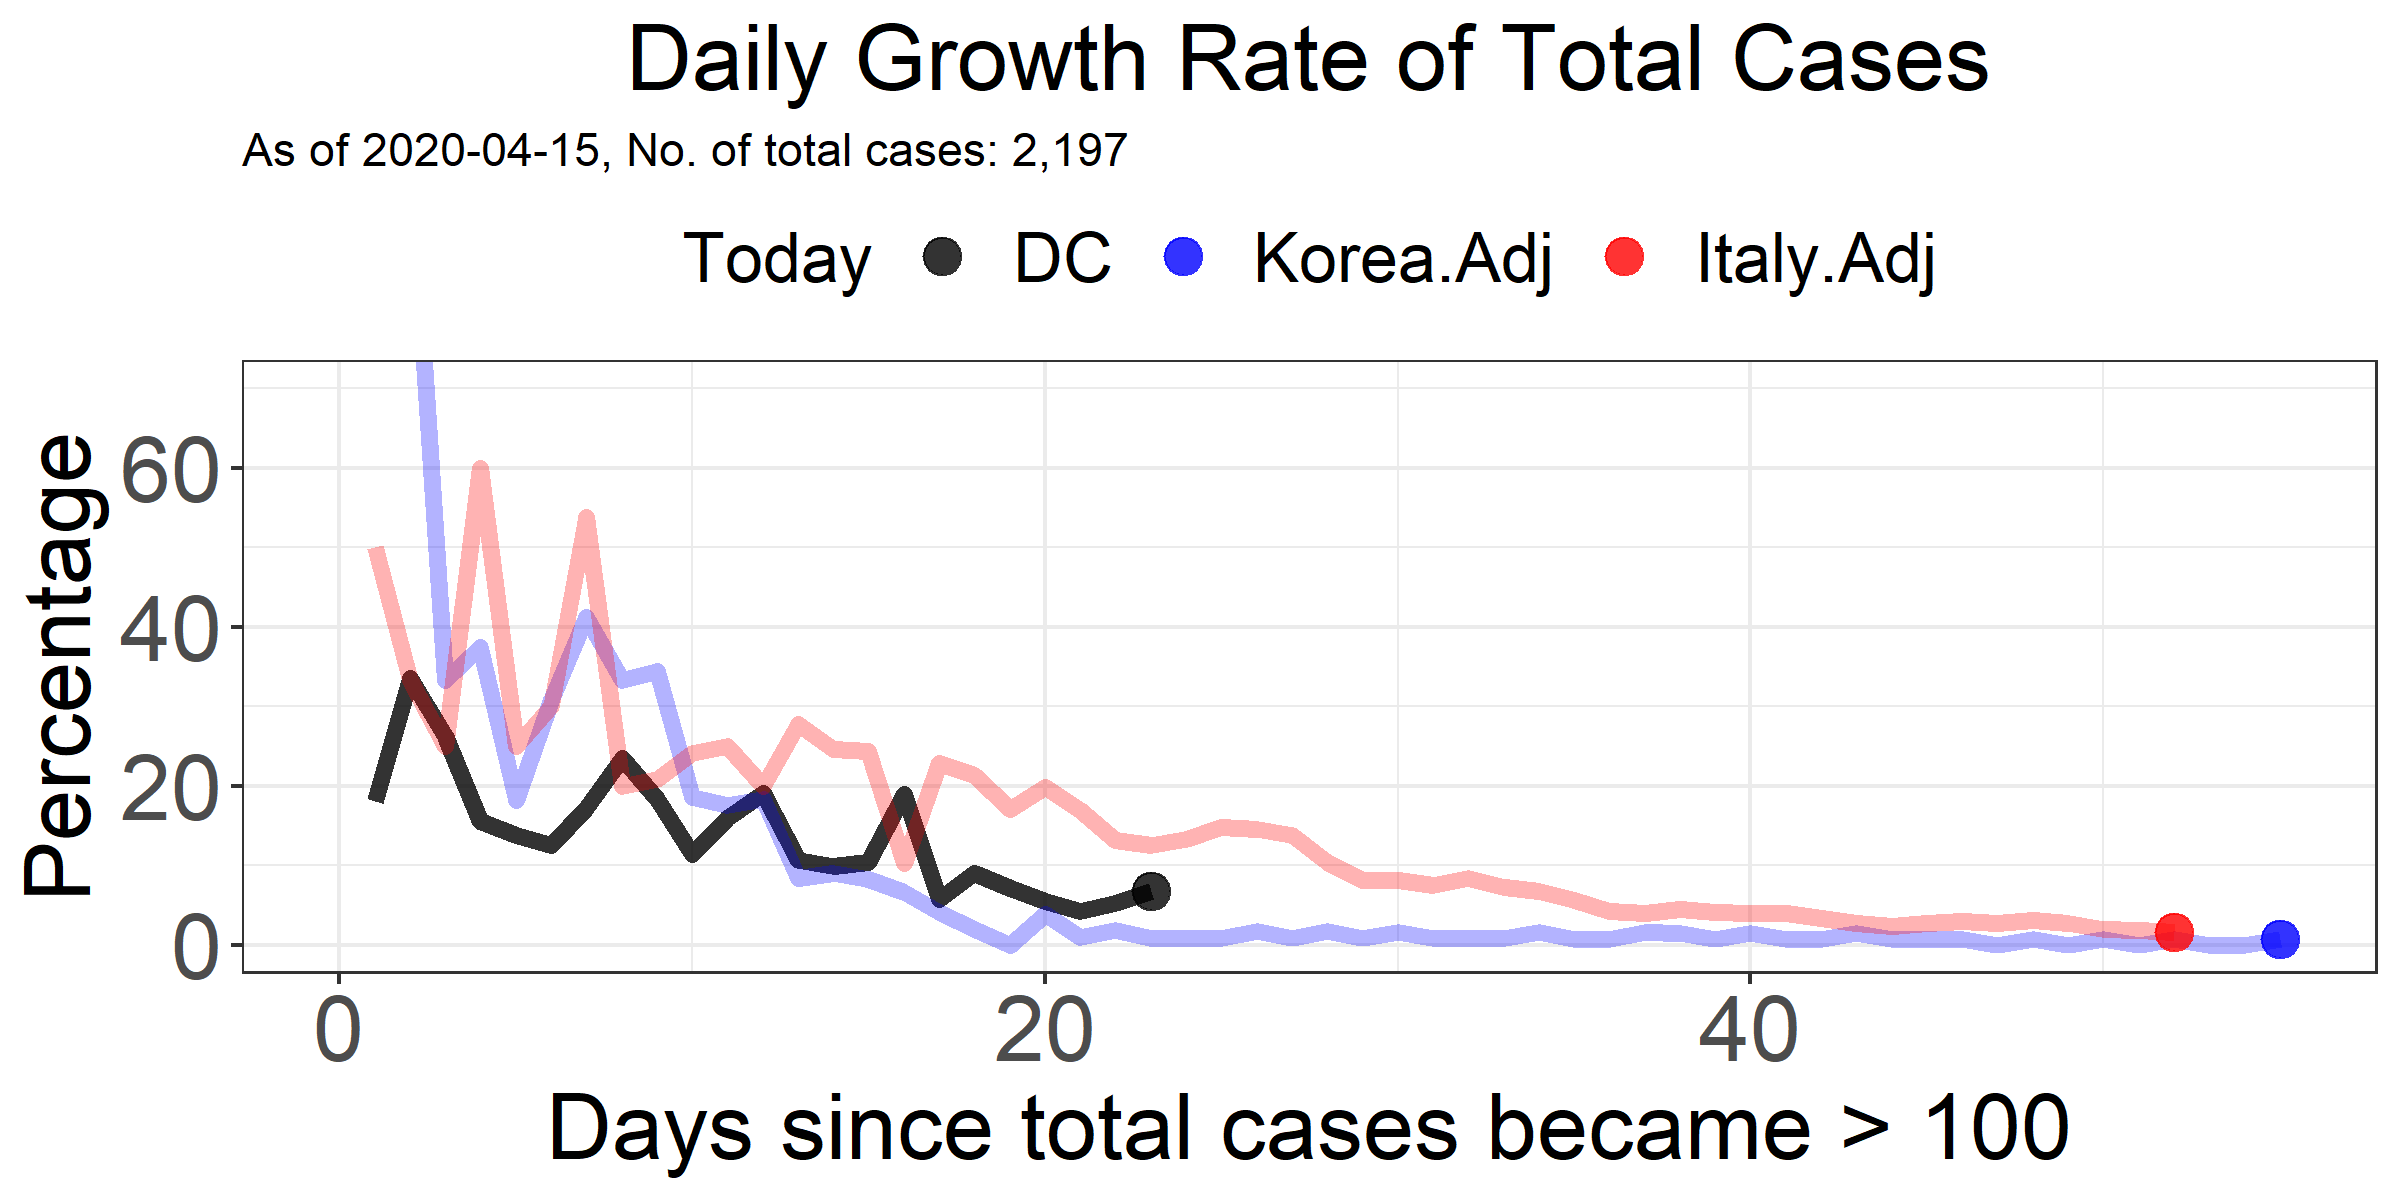 Daily Growth Rate of Total Cases
As of 2020-04-15, No. of total cases: 2,197
Today DC Korea.Adj Italy.Adj
Percentage
60
40
20
0
0 20 40
Days since total cases became > 100